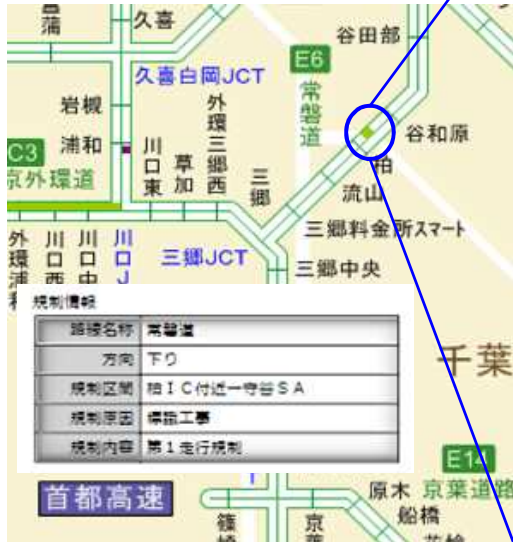 菖蒲
久喜
谷田部
E6
久喜白岡JCT
常磐道
岩槻
外環三郷西
谷和原
C3
浦和
川口東
草加
三郷
柏
京外環道
流山
三郷料金所スマート
川口西
川口中
川口J
三郷JCT
三郷中央
規制情報
路線名称 常磐道
方向 下り
規制区間 柏IC付近ー守谷SA
規制原因 標識工事
規制内容 第1走行規制
千葉
E14
首都高速
原木 京葉道路
船橋